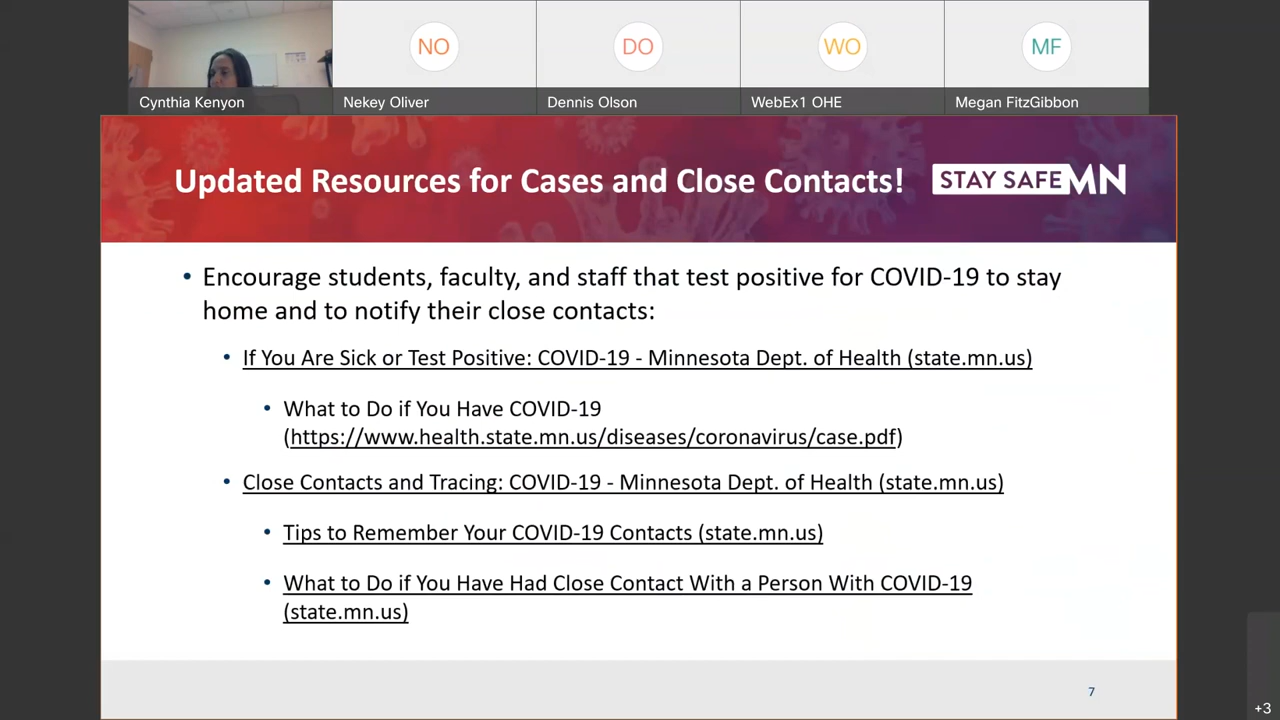 NO
DO
WO
MF
Cynthia Kenyon
Nekey Oliver
Dennis Olson
WebEx1 OHE
Megan FitzGibbon
Updated Resources for Cases and Close Contacts!
STAY SAFE MN
• Encourage students, faculty, and staff that test positive for COVID-19 to stay
home and to notify their close contacts:
• If You Are Sick or Test Positive: COVID-19 - Minnesota Dept. of Health (state.mn.us)
• What to Do if You Have COVID-19
(https://www.health.state.mn.us/diseases/coronavirus/case.pdf)
• Close Contacts and Tracing: COVID-19 - Minnesota Dept. of Health (state.mn.us)
• Tips to Remember Your COVID-19 Contacts (state.mn.us)
• What to Do if You Have Had Close Contact With a Person With COVID-19
(state.mn.us)
7
+3